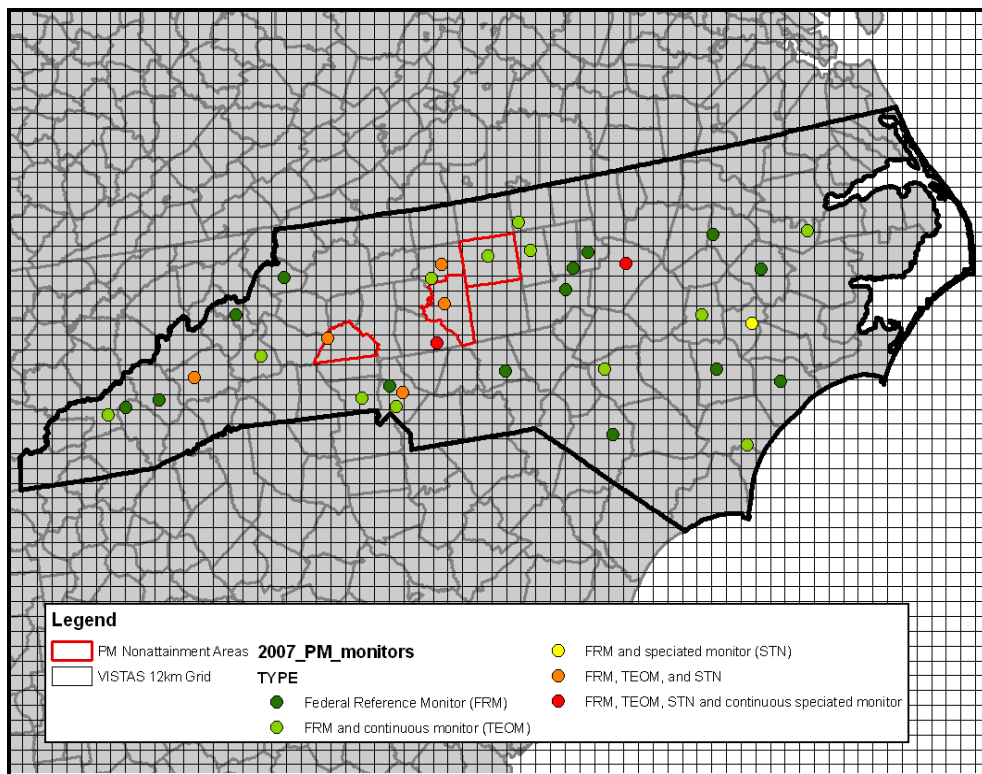 Legend
PM Nonattainment Areas
VISTAS 12km Grid
2007_PM_monitors
TYPE
Federal Reference Monitor (FRM)
FRM and continuous monitor (TEOM)
FRM and speciated monitor (STN)
FRM, TEOM, and STN
FRM, TEOM, STN and continuous speciated monitor